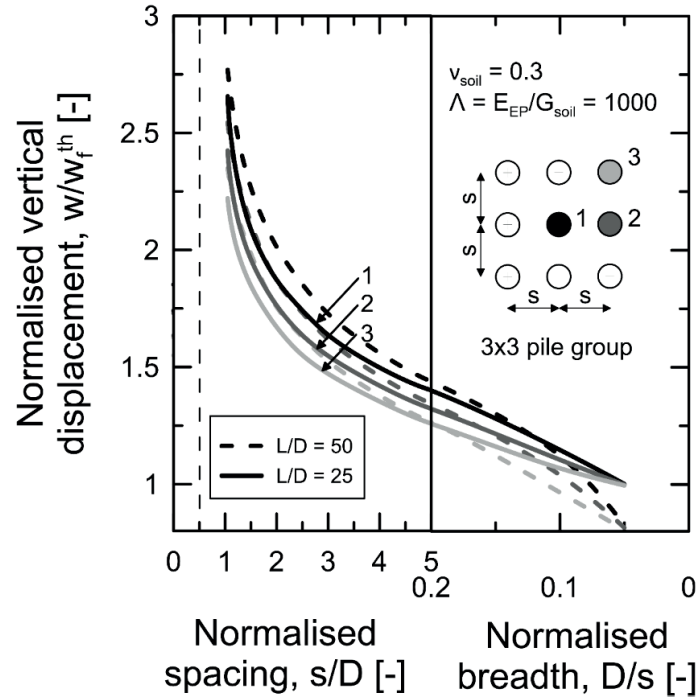 Normalised vertical
displacement, w/w_f^th [-]
3
2.5
2
1.5
1
ν_soil = 0.3
Λ = E_EP/G_soil = 1000
3
1
2
s
s
s
s
3x3 pile group
1
2
3
L/D = 50
L/D = 25
0
1
2
3
4
5
0.2
0.1
0
Normalised
spacing, s/D [-]
Normalised
breadth, D/s [-]